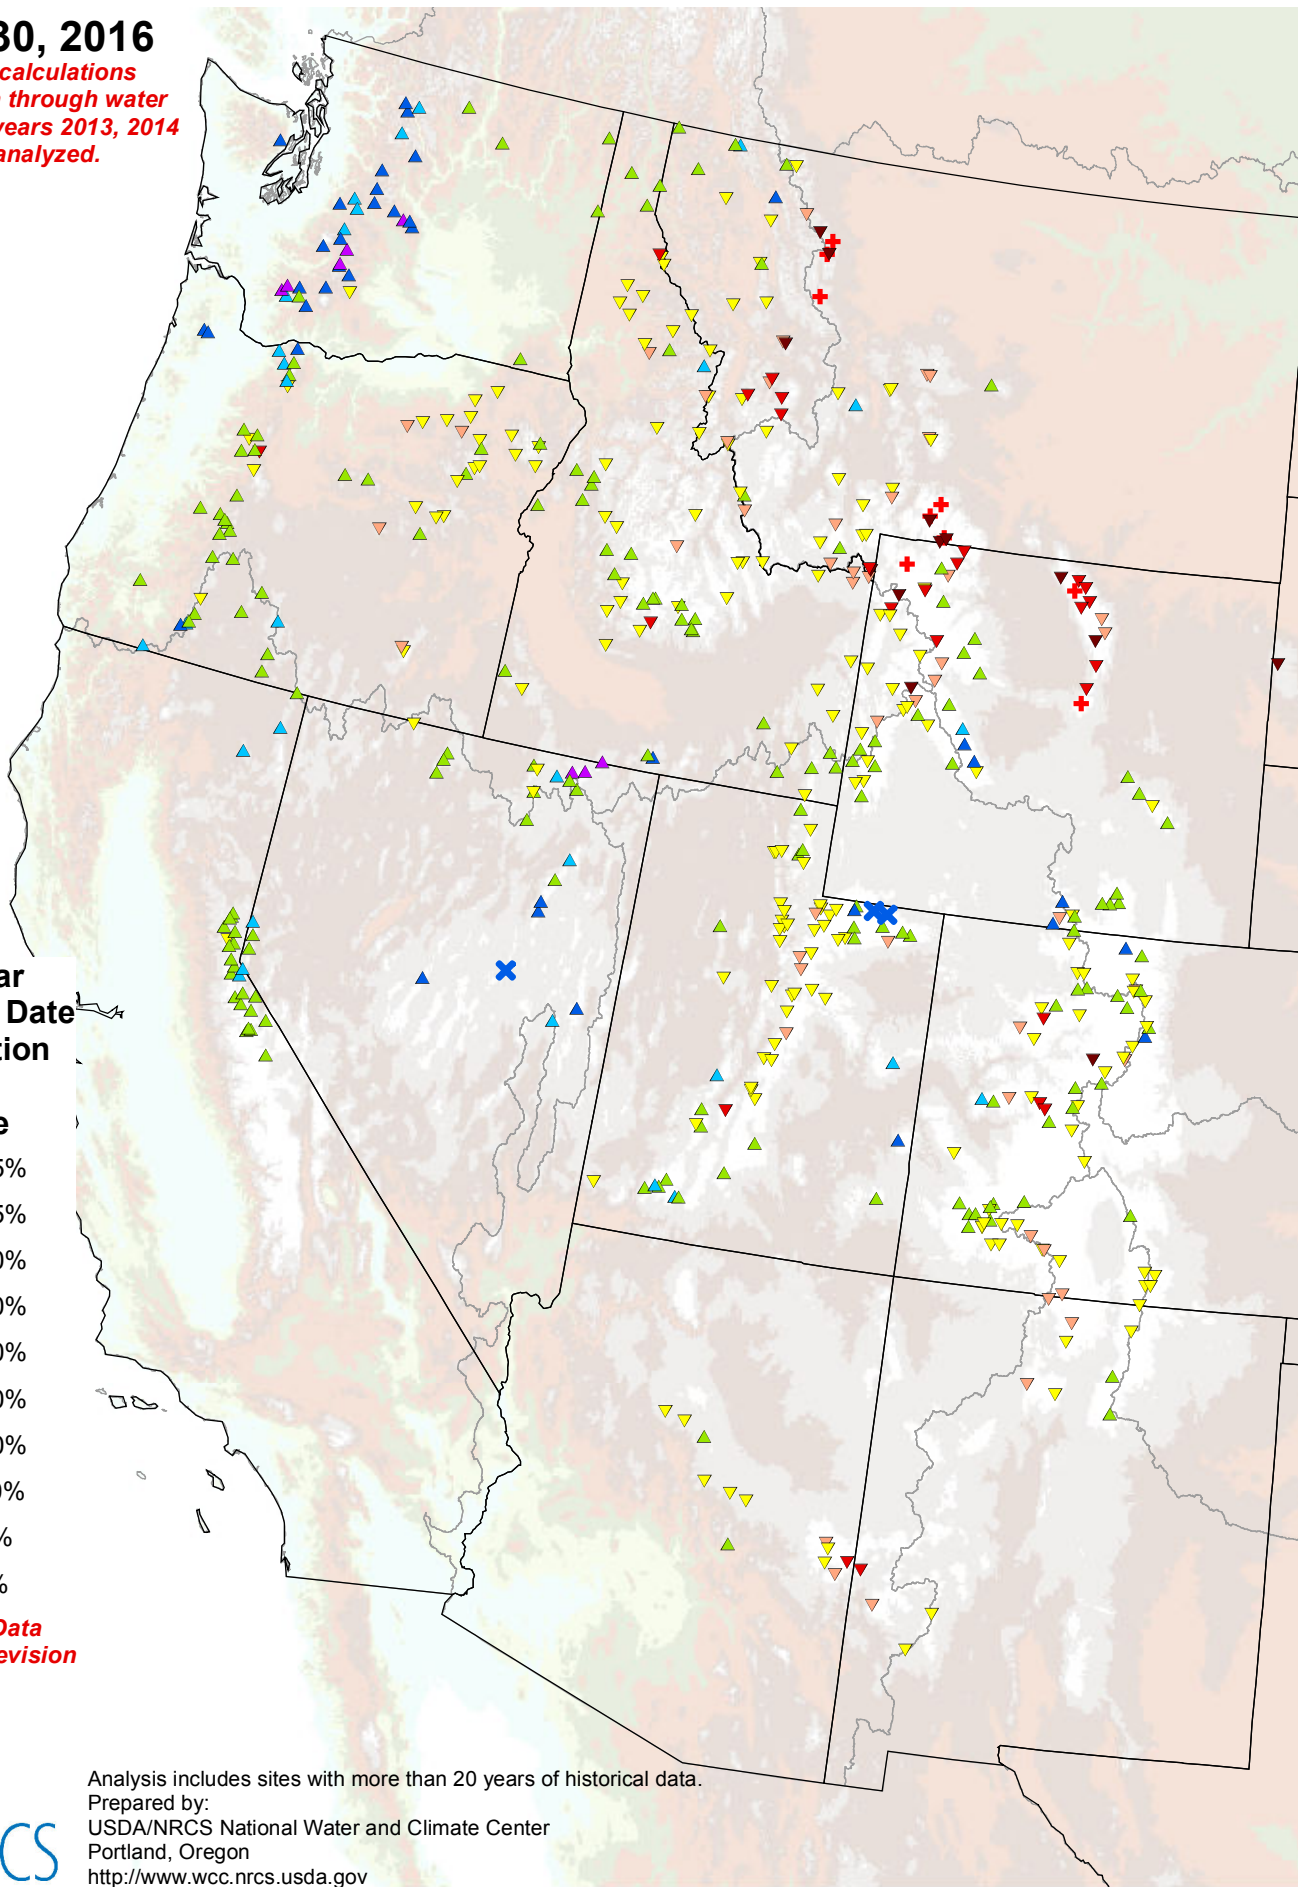 30, 2016
calculations
through water
years 2013, 2014
analyzed.
ar
Date
tion
e
5%
5%
0%
0%
0%
0%
0%
0%
%
%
Data
evision
Analysis includes sites with more than 20 years of historical data.
Prepared by:
USDA/NRCS National Water and Climate Center
Portland, Oregon
http://www.wcc.nrcs.usda.gov
CS